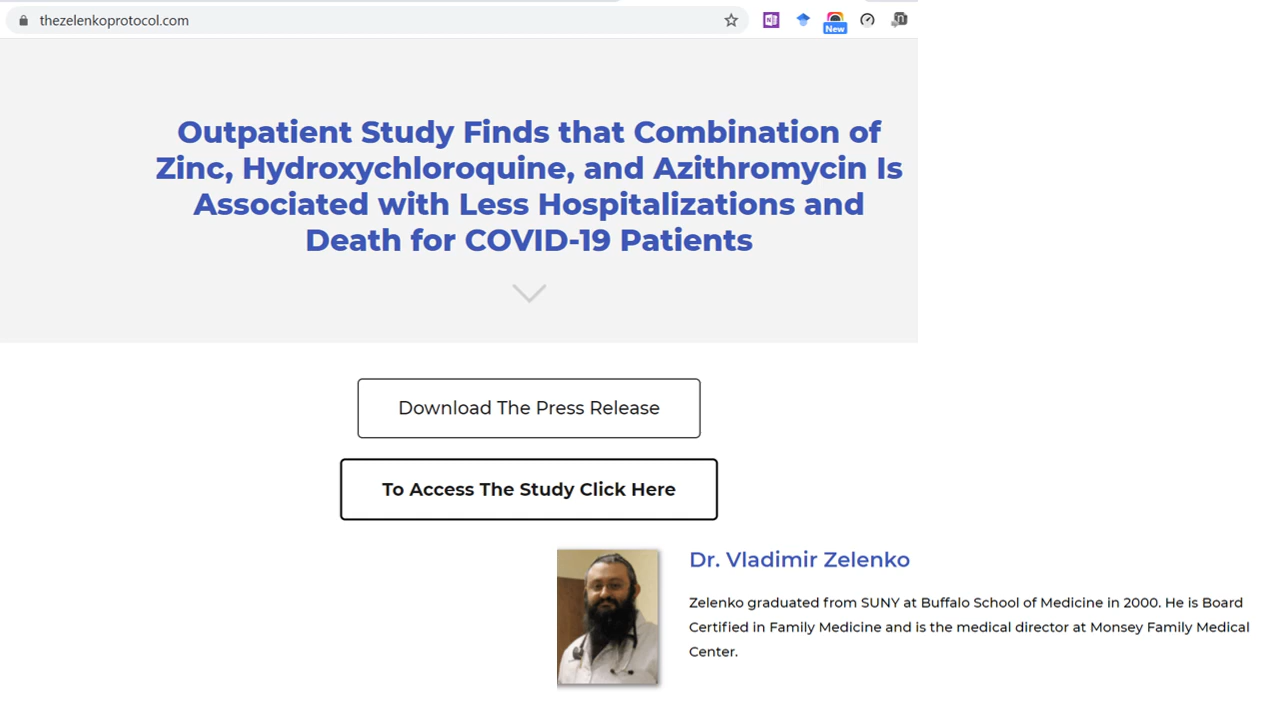 thezelenkoprotocol.com
New
Outpatient Study Finds that Combination of
Zinc, Hydroxychloroquine, and Azithromycin Is
Associated with Less Hospitalizations and
Death for COVID-19 Patients
Download The Press Release
To Access The Study Click Here
Dr. Vladimir Zelenko
Zelenko graduated from SUNY at Buffalo School of Medicine in 2000. He is Board
Certified in Family Medicine and is the medical director at Monsey Family Medical
Center.